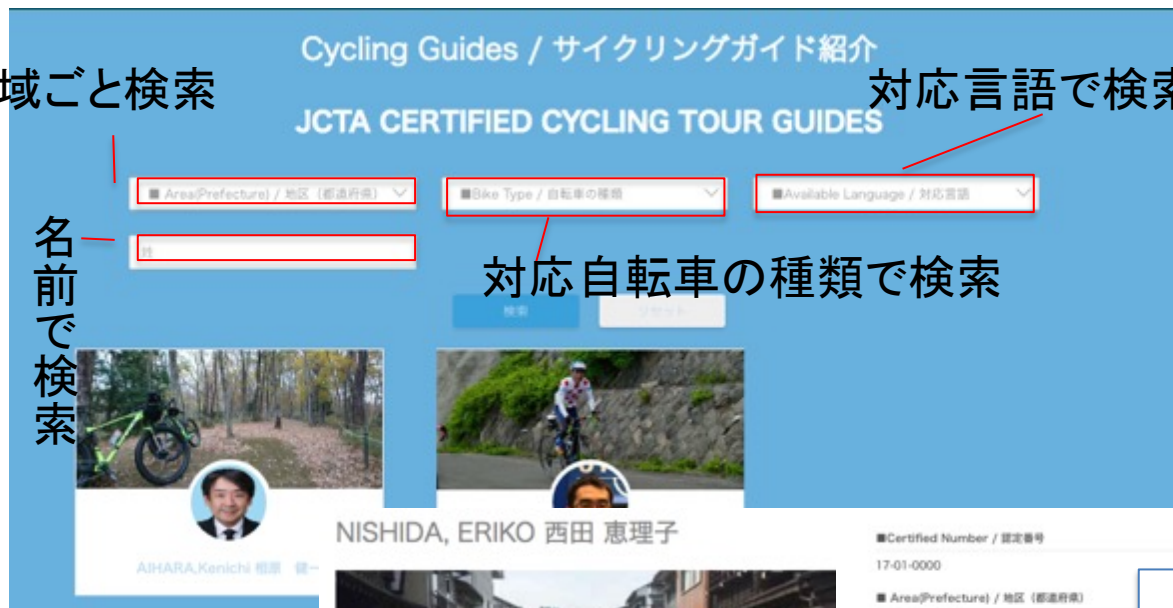 Cycling Guides / サイクリングガイド紹介
域ごと検索
対応言語で検索
JCTA CERTIFIED CYCLING TOUR GUIDES
■ Area(Prefecture) / 地区（都道府県）
■Bike Type / 自転車の種類
■Available Language / 対応言語
名前で検索
姓
対応自転車の種類で検索
検索
リセット
AIHARA,Kenichi 相原 健一
NISHIDA, ERIKO 西田 恵理子
■Certified Number / 認定番号
17-01-0000
■ Area(Prefecture) / 地区（都道府県）